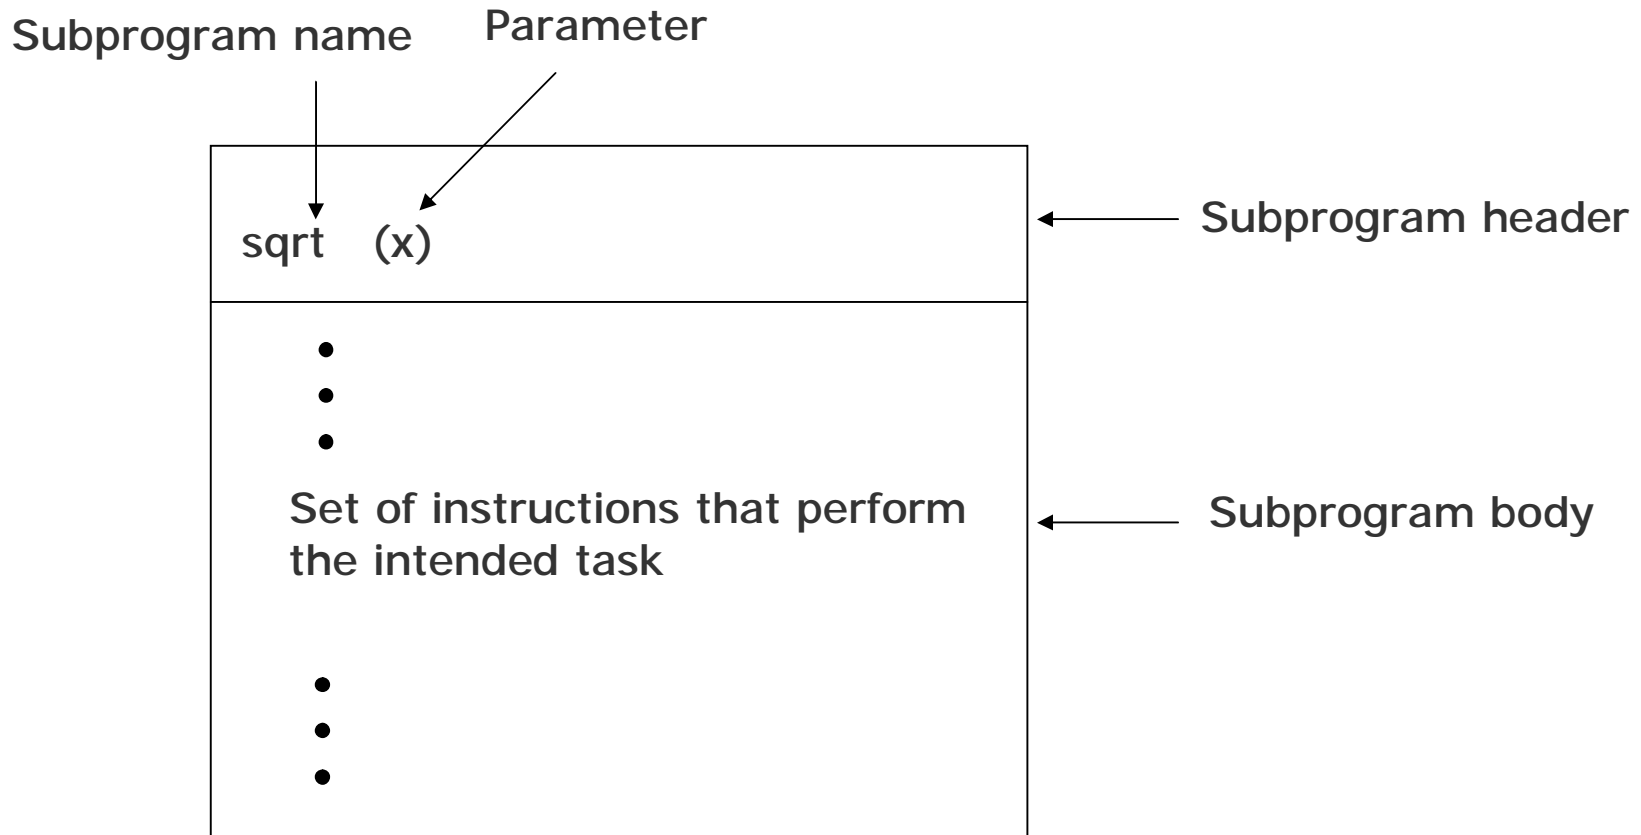 Subprogram name
Parameter
sqrt (x)
Subprogram header
Set of instructions that perform
the intended task
Subprogram body